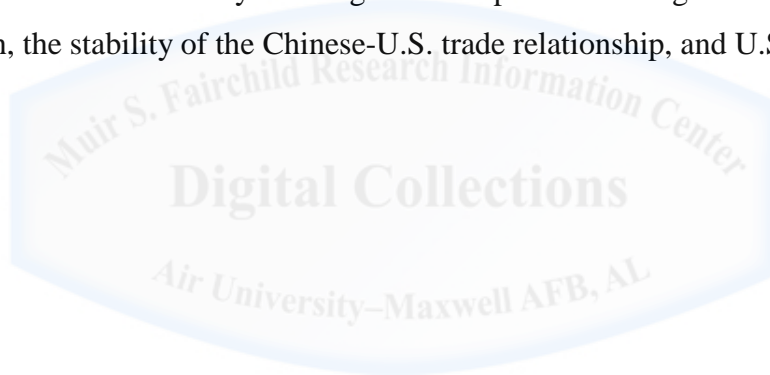 , the stability of the Chinese-U.S. trade relationship, and U.S
Muir S. Fairchild Research Information Center
Digital Collections
Air University–Maxwell AFB, AL